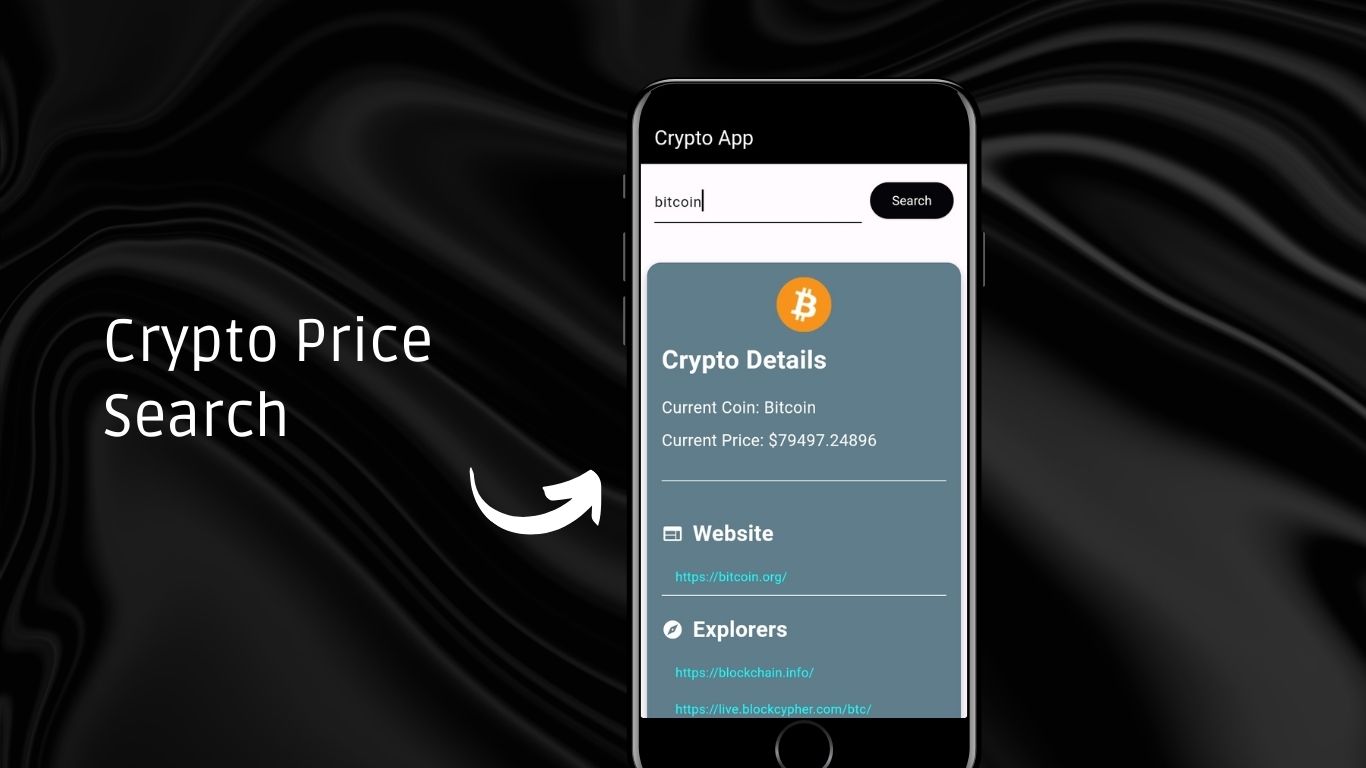 Crypto Price
Search
Crypto App
bitcoin
Search
Crypto Details
Current Coin: Bitcoin
Current Price: $79497.24896
Website
https://bitcoin.org/
Explorers
https://blockchain.info/
https://live.blockcypher.com/btc/